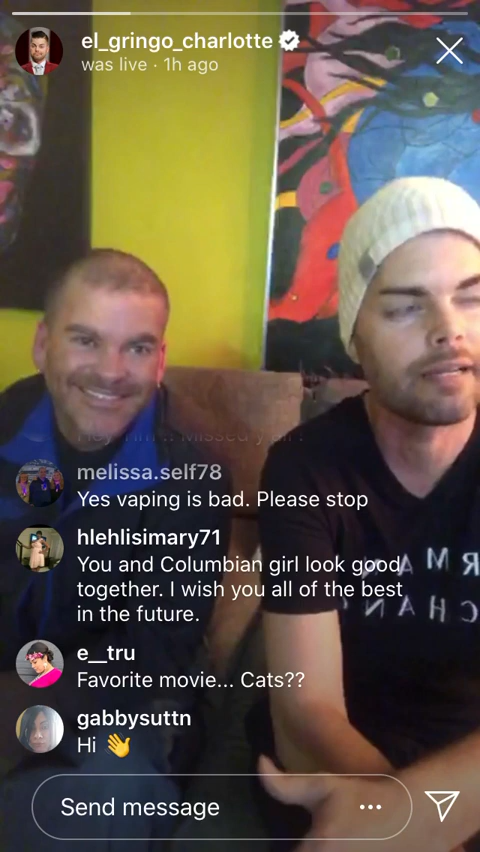 el_gringo_charlotte
was live · 1h ago
melissa.self78
Yes vaping is bad. Please stop
hlehlisimary71
You and Columbian girl look good
together. I wish you all of the best
in the future.
e__tru
Favorite movie... Cats??
gabbysuttn
Hi 👋
Send message